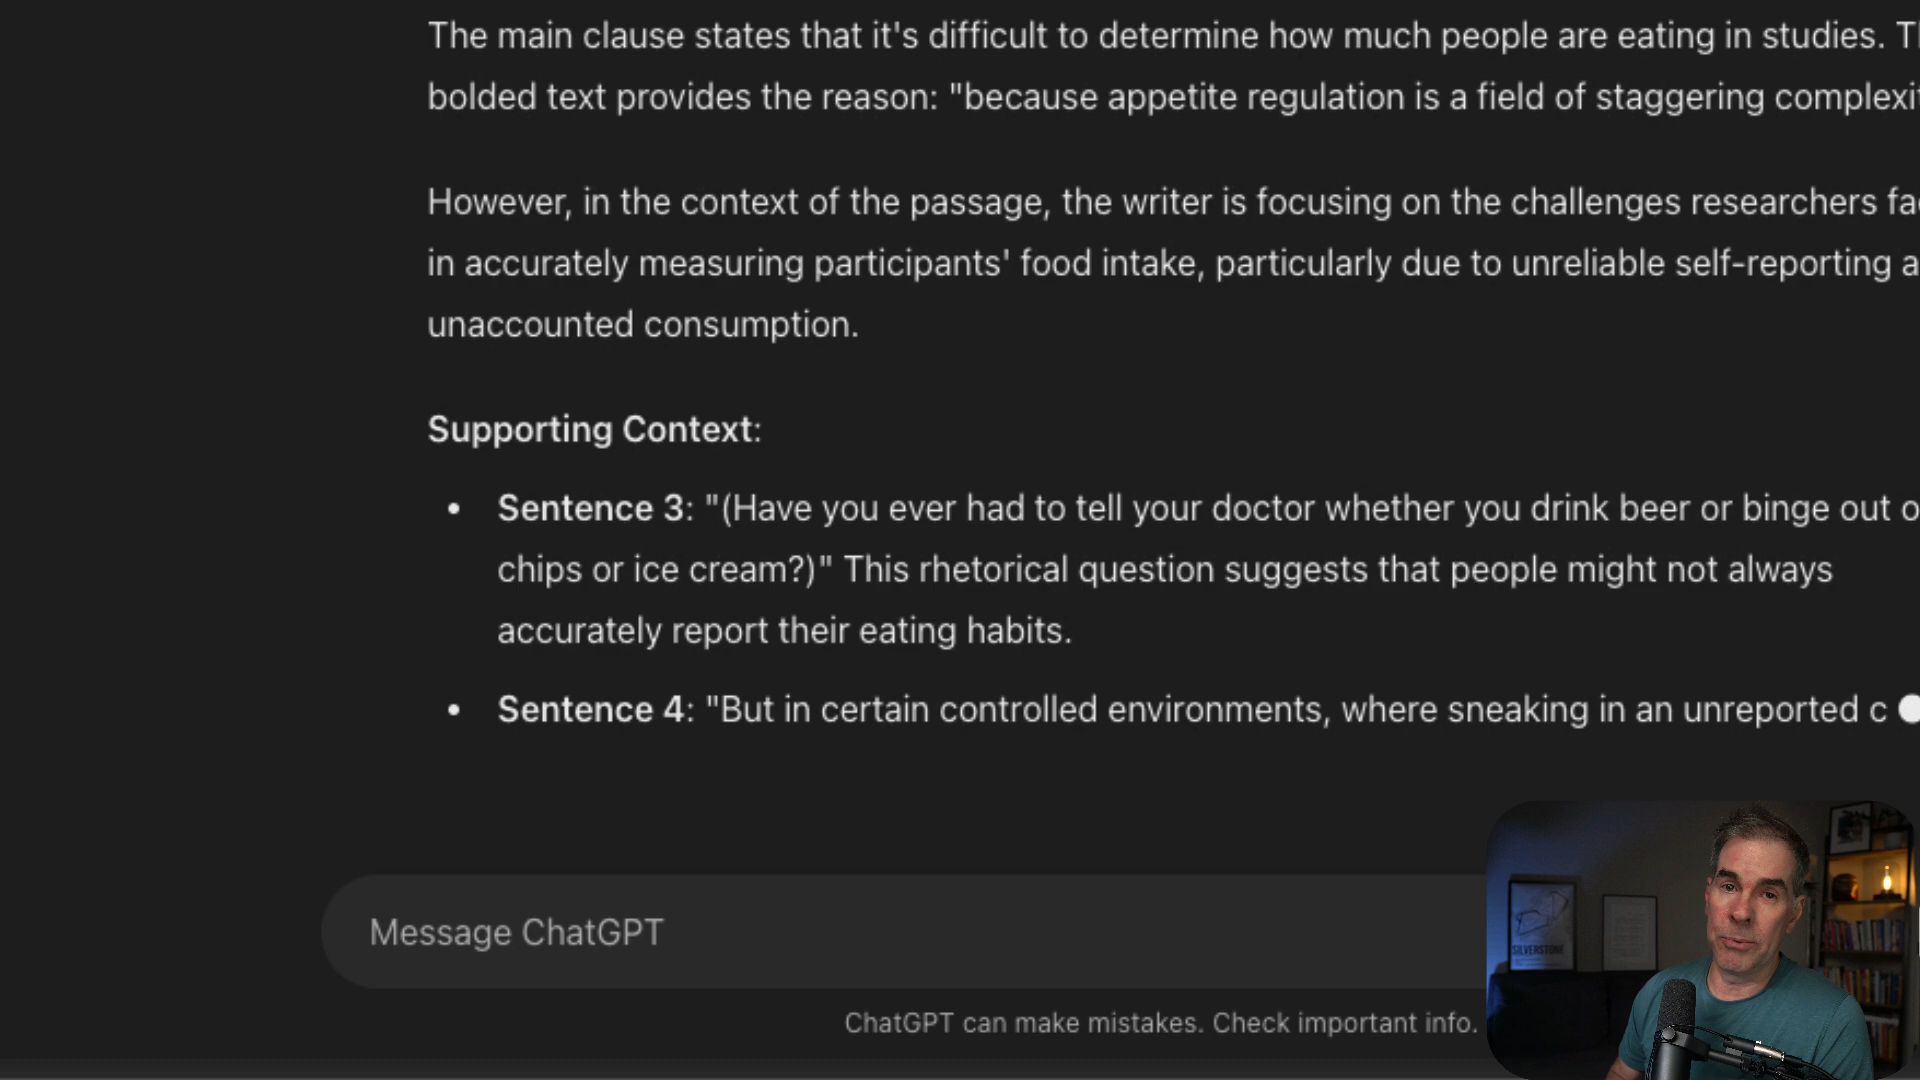 The main clause states that it's difficult to determine how much people are eating in studies.
bolded text provides the reason: "because appetite regulation is a field of staggering
However, in the context of the passage, the writer is focusing on the challenges researchers
in accurately measuring participants' food intake, particularly due to unreliable self-reporting
unaccounted consumption.
Supporting Context:
• Sentence 3: "(Have you ever had to tell your doctor whether you drink beer or binge out
chips or ice cream?)" This rhetorical question suggests that people might not always
accurately report their eating habits.
• Sentence 4: "But in certain controlled environments, where sneaking in an unreported c
Message ChatGPT
SILVERSTONE
ChatGPT can make mistakes. Check important info.